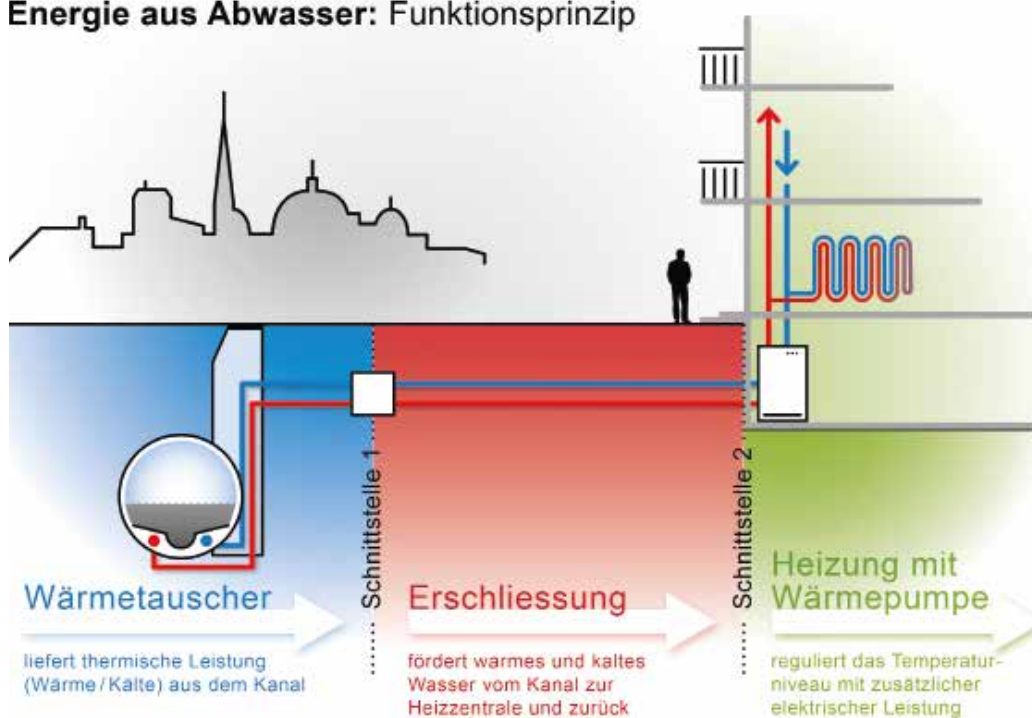 Energie aus Abwasser: Funktionsprinzip
Schnittstelle 1
Schnittstelle 2
Wärmetauscher
liefert thermische Leistung
(Wärme / Kälte) aus dem Kanal
Erschliessung
fördert warmes und kaltes
Wasser vom Kanal zur
Heizzentrale und zurück
Heizung mit
Wärmepumpe
reguliert das Temperatur-
niveau mit zusätzlicher
elektrischer Leistung